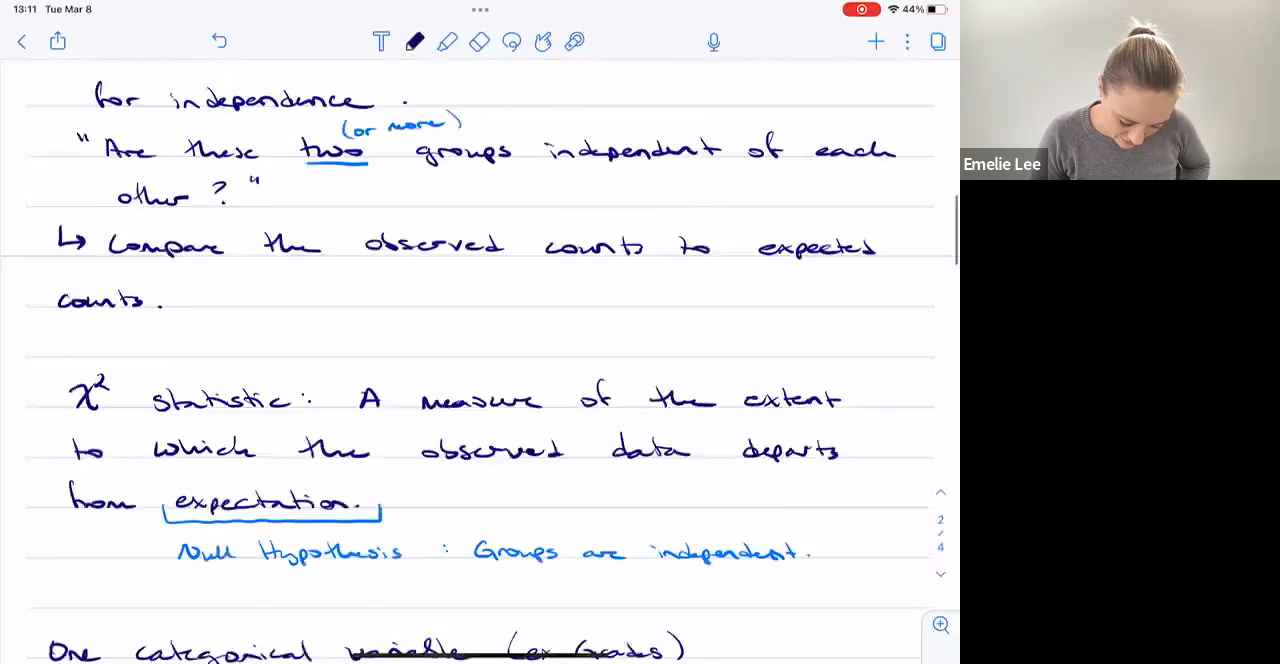 13:11 Tue Mar 8
44%
for independence.
(or more)
"Are these two groups independent of each
other?"
↳ Compare the observed counts to expected
counts.
χ² statistic: A measure of the extent
to which the observed data departs
from expectation.
Null Hypothesis: Groups are independent.
2
/
4
One categorical variable (ex Grades)
Emelie Lee